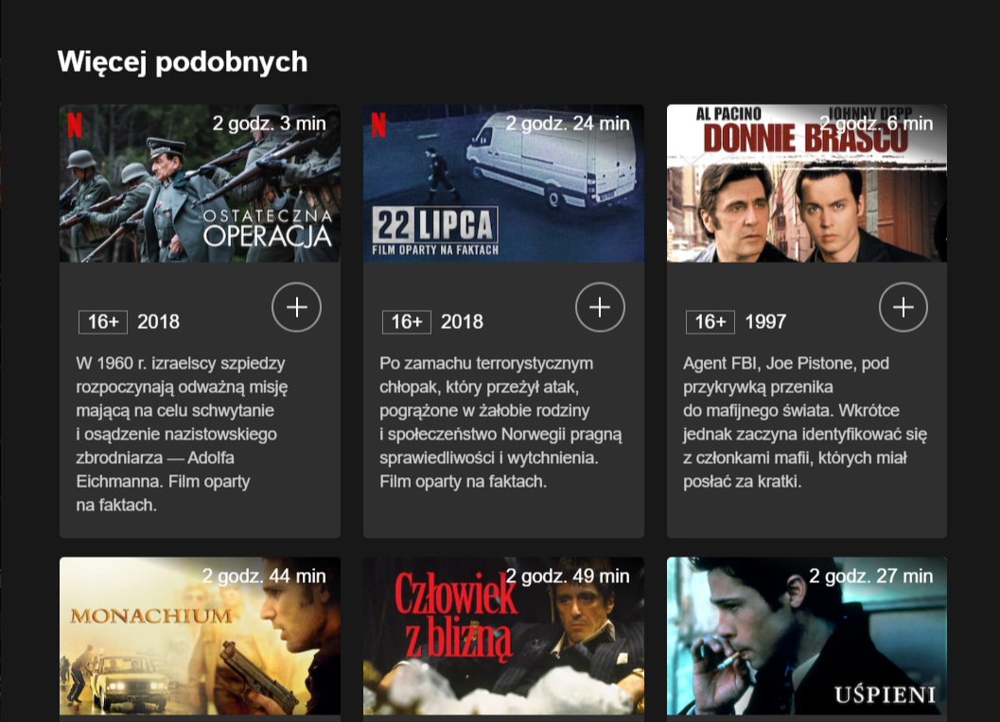 Więcej podobnych
N
2 godz. 3 min
OSTATECZNA
OPERACJA
16+ 2018
W 1960 r. izraelscy szpiedzy
rozpoczynają odważną misję
mającą na celu schwytanie
i osądzenie nazistowskiego
zbrodniarza — Adolfa
Eichmanna. Film oparty
na faktach.
N
2 godz. 24 min
22 LIPCA
FILM OPARTY NA FAKTACH
16+ 2018
Po zamachu terrorystycznym
chłopak, który przeżył atak,
pogrążone w żałobie rodziny
i społeczeństwo Norwegii pragną
sprawiedliwości i wytchnienia.
Film oparty na faktach.
AL PACINO JOHNNY DEPP
2 godz. 6 min
DONNIE BRASCO
16+ 1997
Agent FBI, Joe Pistone, pod
przykrywką przenika
do mafijnego świata. Wkrótce
jednak zaczyna identyfikować się
z członkami mafii, których miał
posłać za kratki.
2 godz. 44 min
MONACHIUM
2 godz. 49 min
Człowiek
z blizną
2 godz. 27 min
UŚPIENI